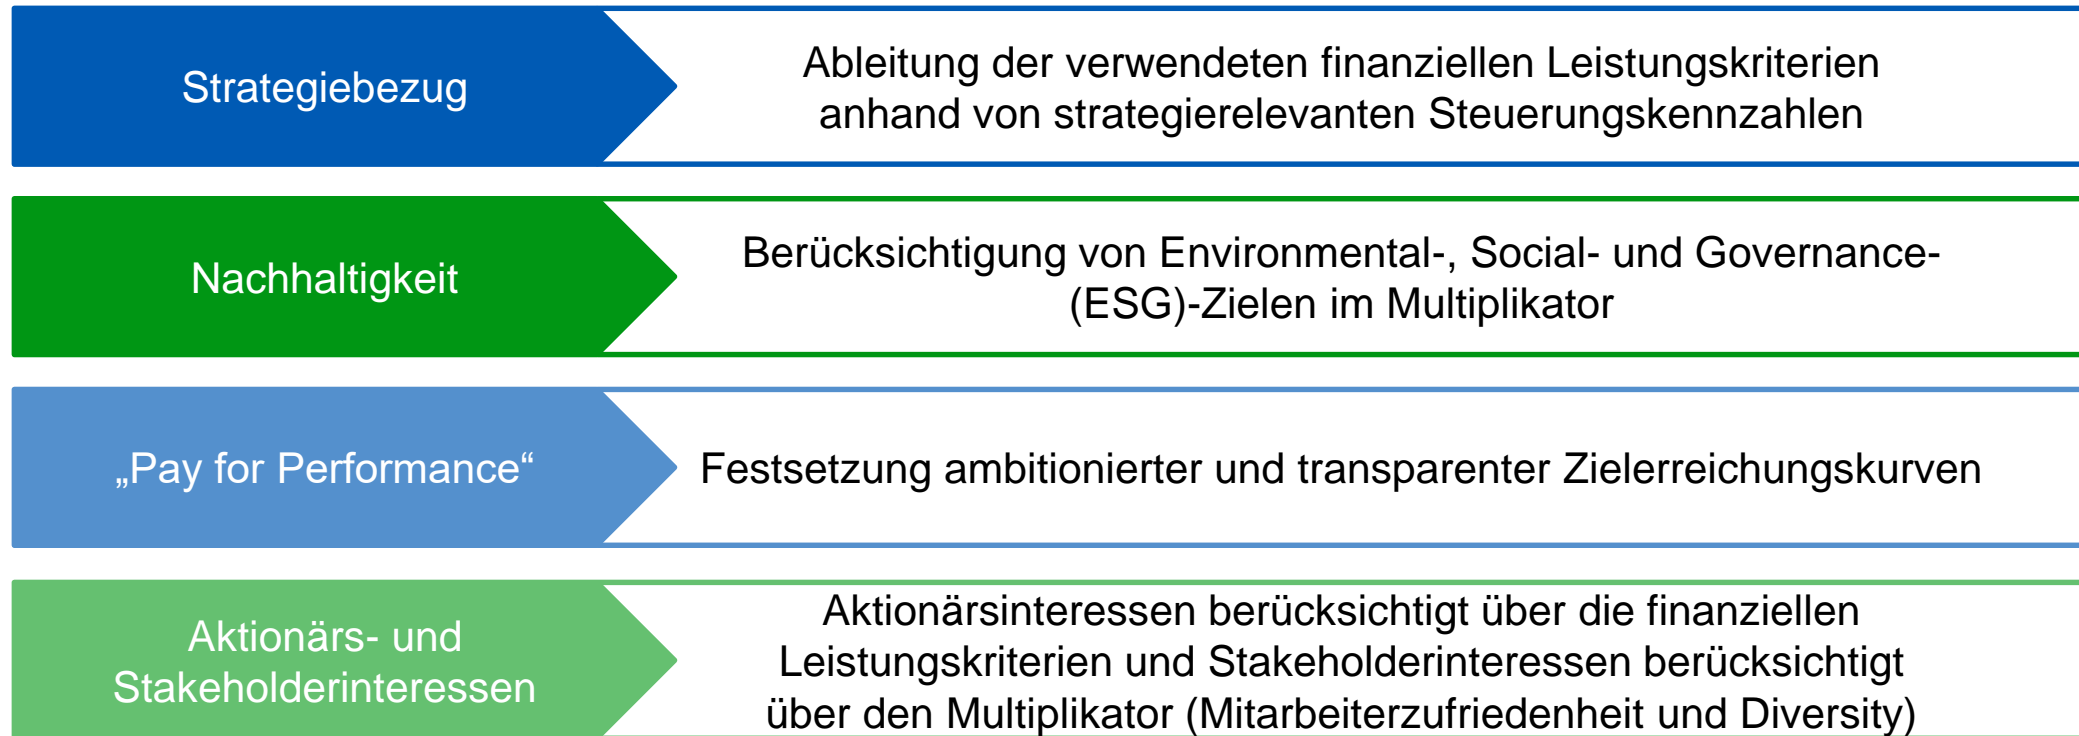 Strategiebezug
Ableitung der verwendeten finanziellen Leistungskriterien
anhand von strategierelevanten Steuerungskennzahlen
Nachhaltigkeit
Berücksichtigung von Environmental-, Social- und Governance-
(ESG)-Zielen im Multiplikator
„Pay for Performance“
Festsetzung ambitionierter und transparenter Zielerreichungskurven
Aktionärs- und
Stakeholderinteressen
Aktionärsinteressen berücksichtigt über die finanziellen
Leistungskriterien und Stakeholderinteressen berücksichtigt
über den Multiplikator (Mitarbeiterzufriedenheit und Diversity)